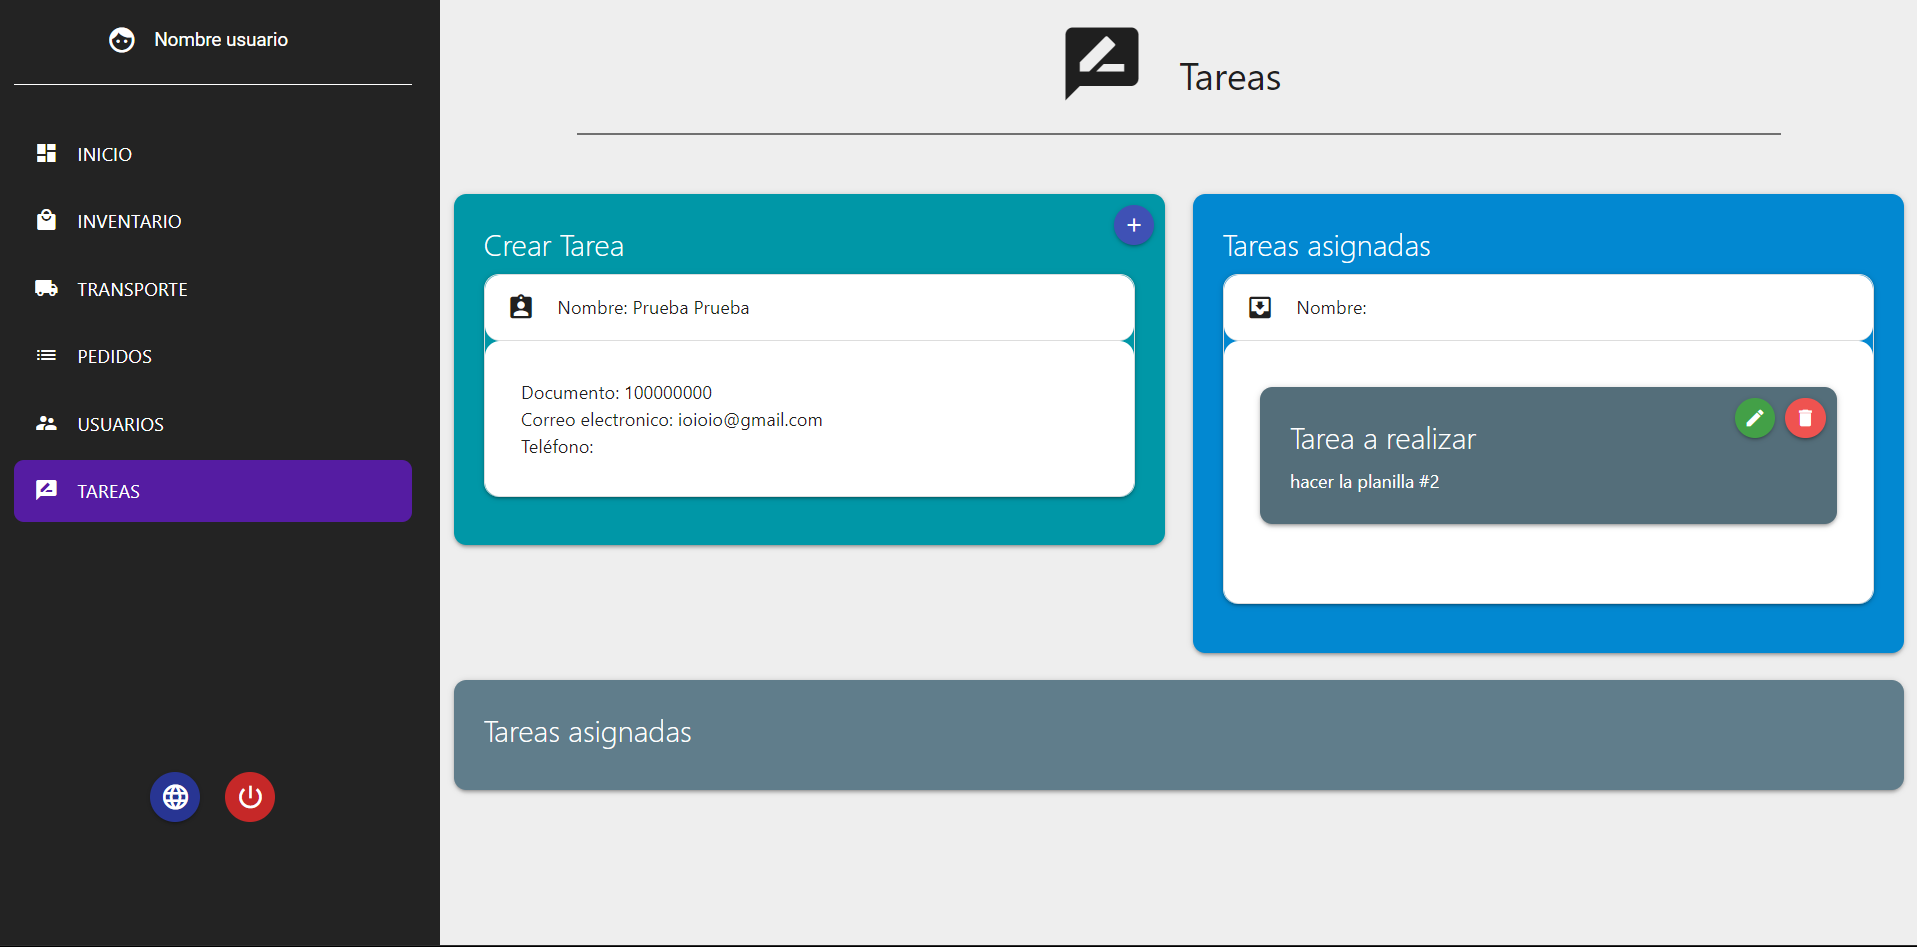 Nombre usuario
INICIO
INVENTARIO
TRANSPORTE
PEDIDOS
USUARIOS
TAREAS
Tareas
Crear Tarea
Nombre: Prueba Prueba
Documento: 100000000
Correo electronico: ioioio@gmail.com
Teléfono:
Tareas asignadas
Nombre:
Tarea a realizar
hacer la planilla #2
Tareas asignadas